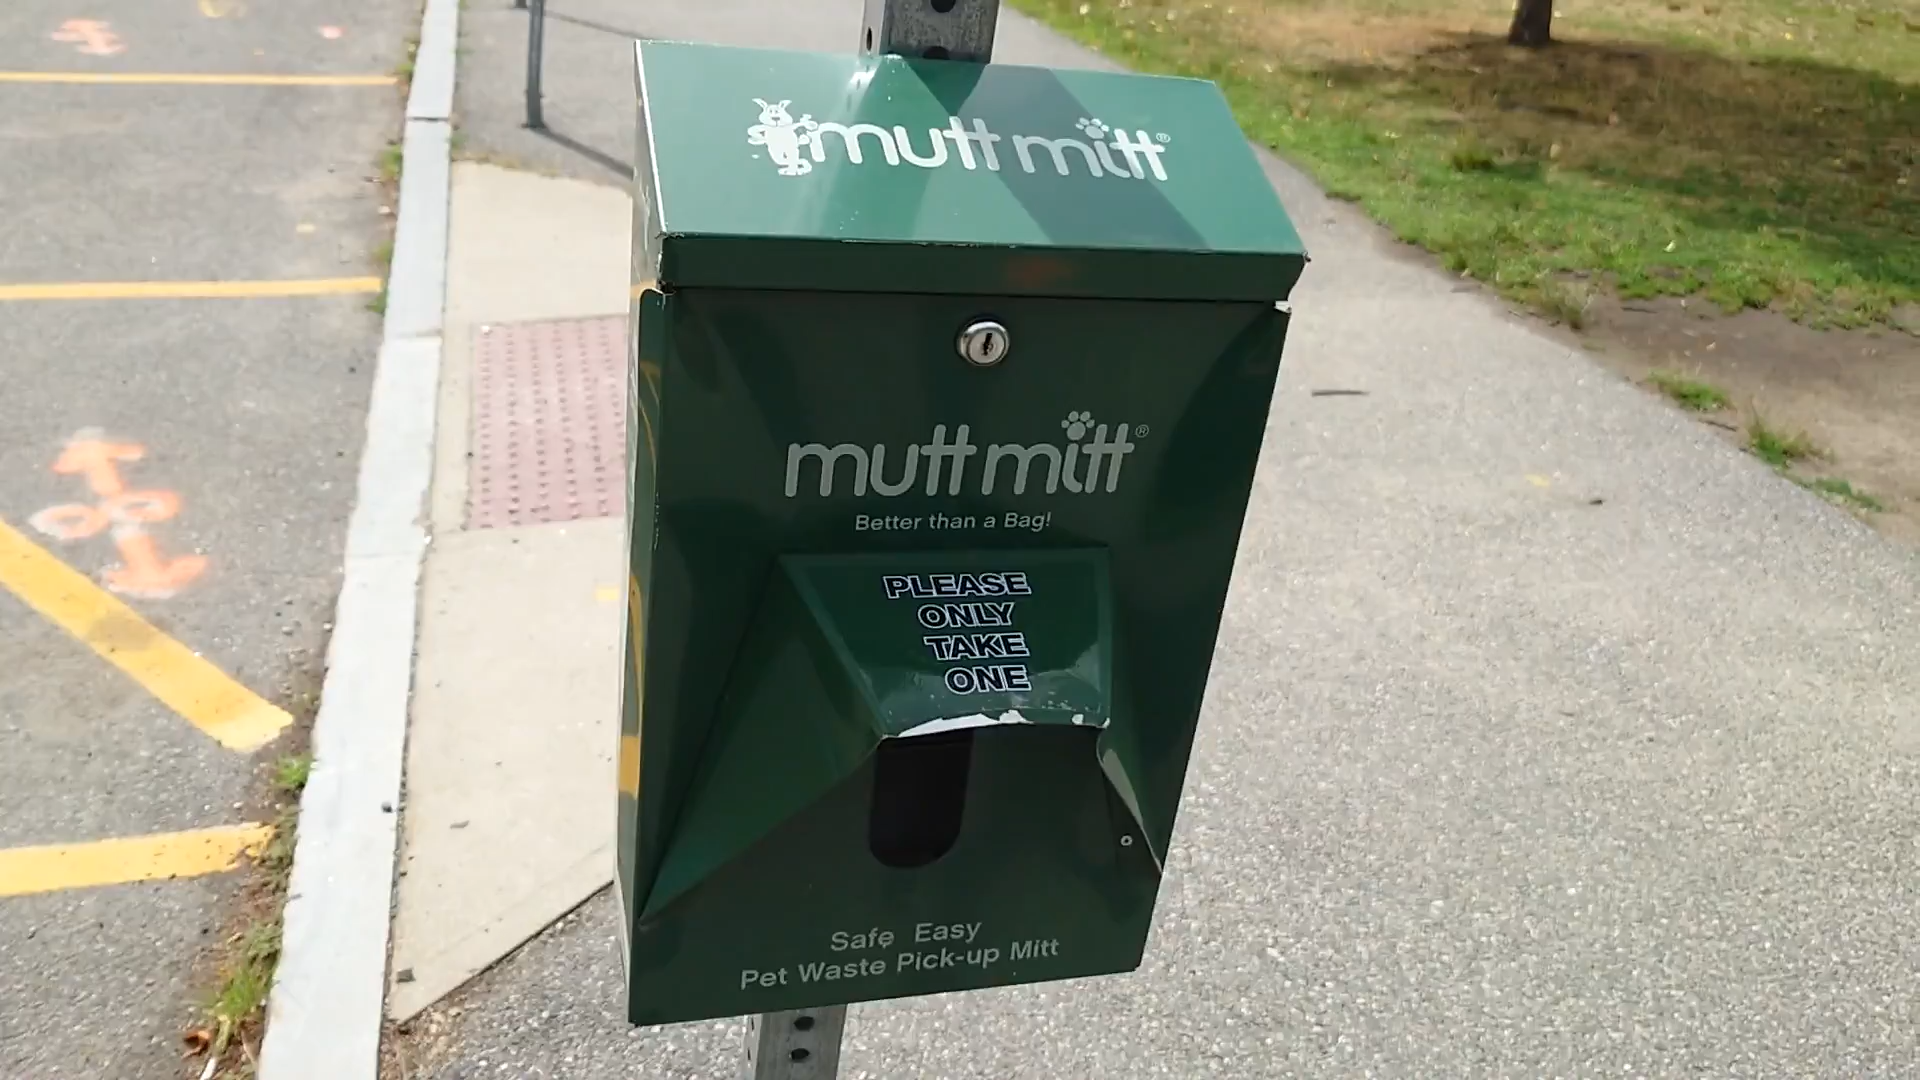 mutt mitt®
mutt mitt®
Better than a Bag!
PLEASE
ONLY
TAKE
ONE
Safe Easy
Pet Waste Pick-up Mitt